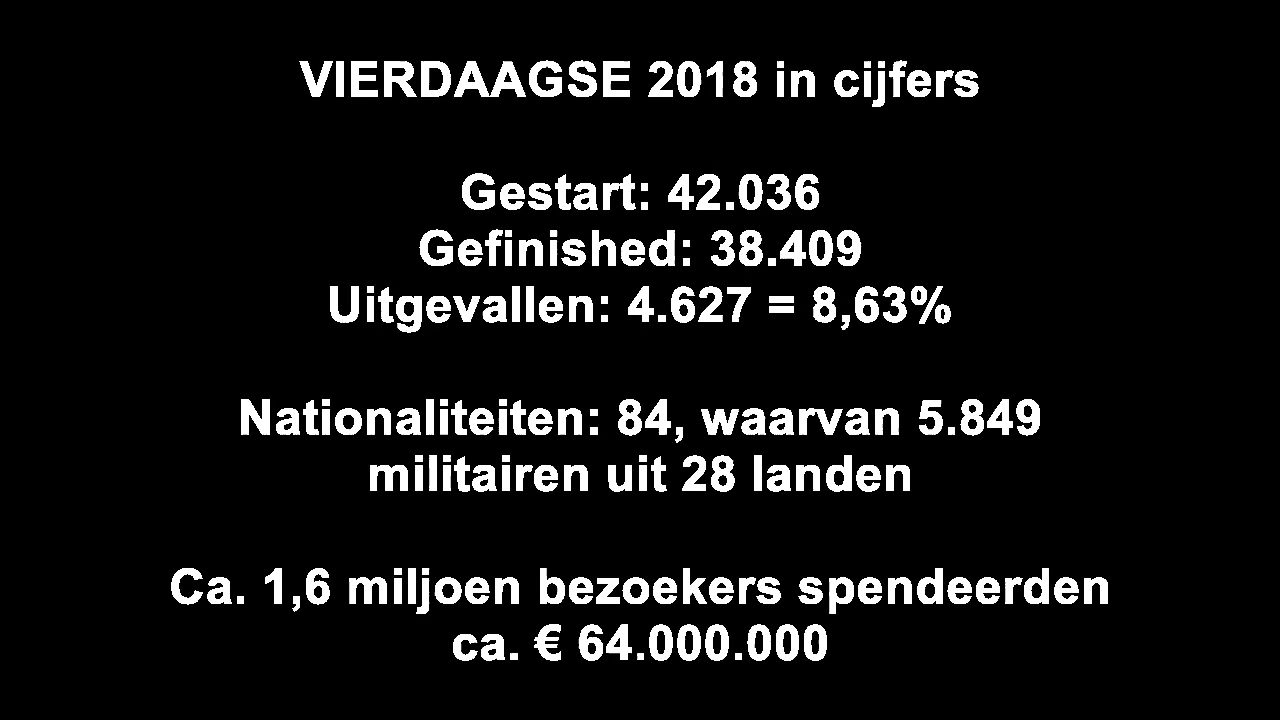 VIERDAAGSE 2018 in cijfers
Gestart: 42.036
Gefinished: 38.409
Uitgevallen: 4.627 = 8,63%
Nationaliteiten: 84, waarvan 5.849
militairen uit 28 landen
Ca. 1,6 miljoen bezoekers spendeerden
ca. € 64.000.000